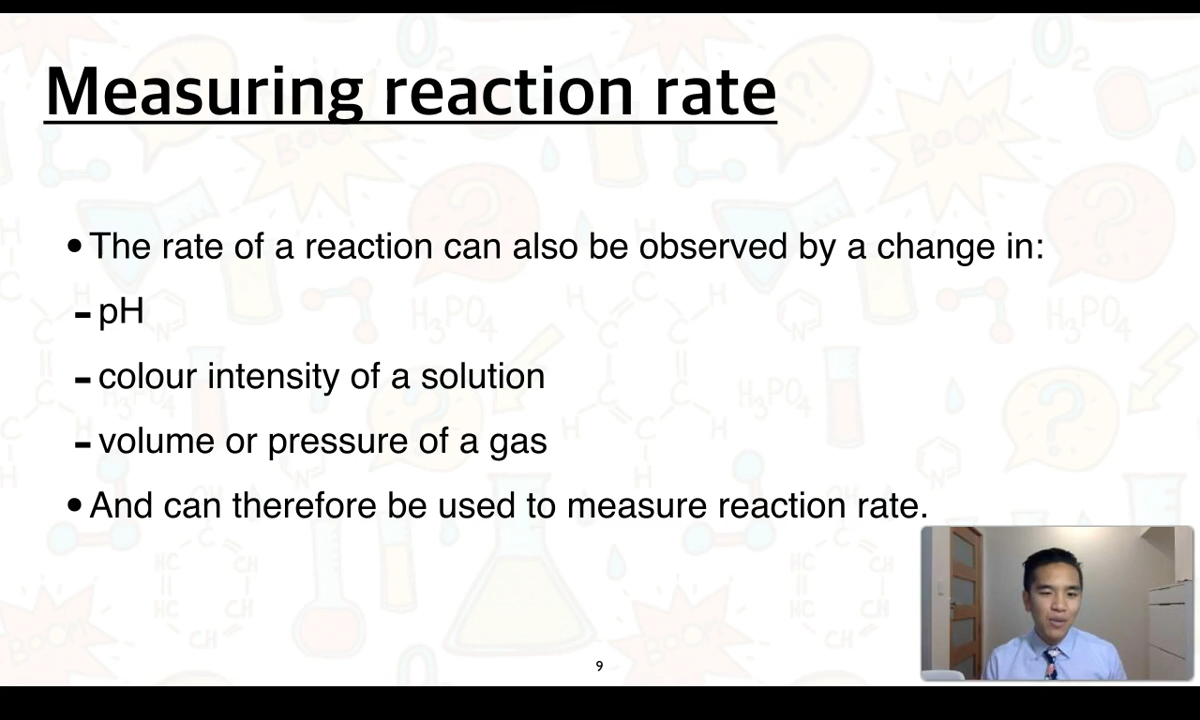 Measuring reaction rate
• The rate of a reaction can also be observed by a change in:
- pH
- colour intensity of a solution
- volume or pressure of a gas
• And can therefore be used to measure reaction rate.
9